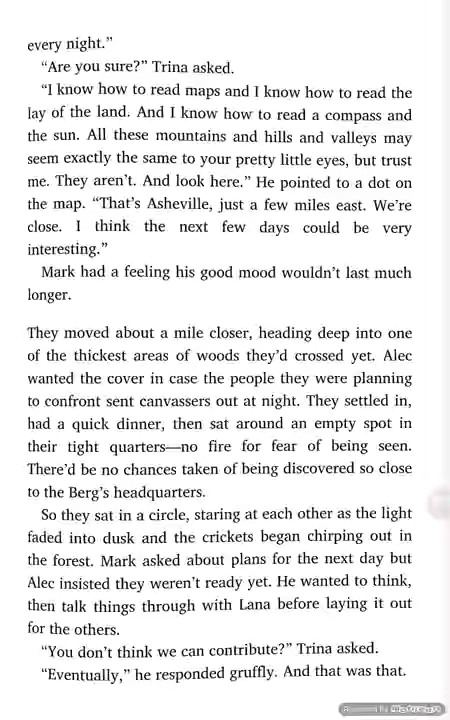 every night.”
“Are you sure?” Trina asked.
“I know how to read maps and I know how to read the
lay of the land. And I know how to read a compass and
the sun. All these mountains and hills and valleys may
seem exactly the same to your pretty little eyes, but trust
me. They aren’t. And look here.” He pointed to a dot on
the map. “That’s Asheville, just a few miles east. We’re
close. I think the next few days could be very
interesting.”
Mark had a feeling his good mood wouldn’t last much
longer.
They moved about a mile closer, heading deep into one
of the thickest areas of woods they’d crossed yet. Alec
wanted the cover in case the people they were planning
to confront sent canvassers out at night. They settled in,
had a quick dinner, then sat around an empty spot in
their tight quarters—no fire for fear of being seen.
There’d be no chances taken of being discovered so close
to the Berg’s headquarters.
So they sat in a circle, staring at each other as the light
faded into dusk and the crickets began chirping out in
the forest. Mark asked about plans for the next day but
Alec insisted they weren’t ready yet. He wanted to think,
then talk things through with Lana before laying it out
for the others.
“You don’t think we can contribute?” Trina asked.
“Eventually,” he responded gruffly. And that was that.